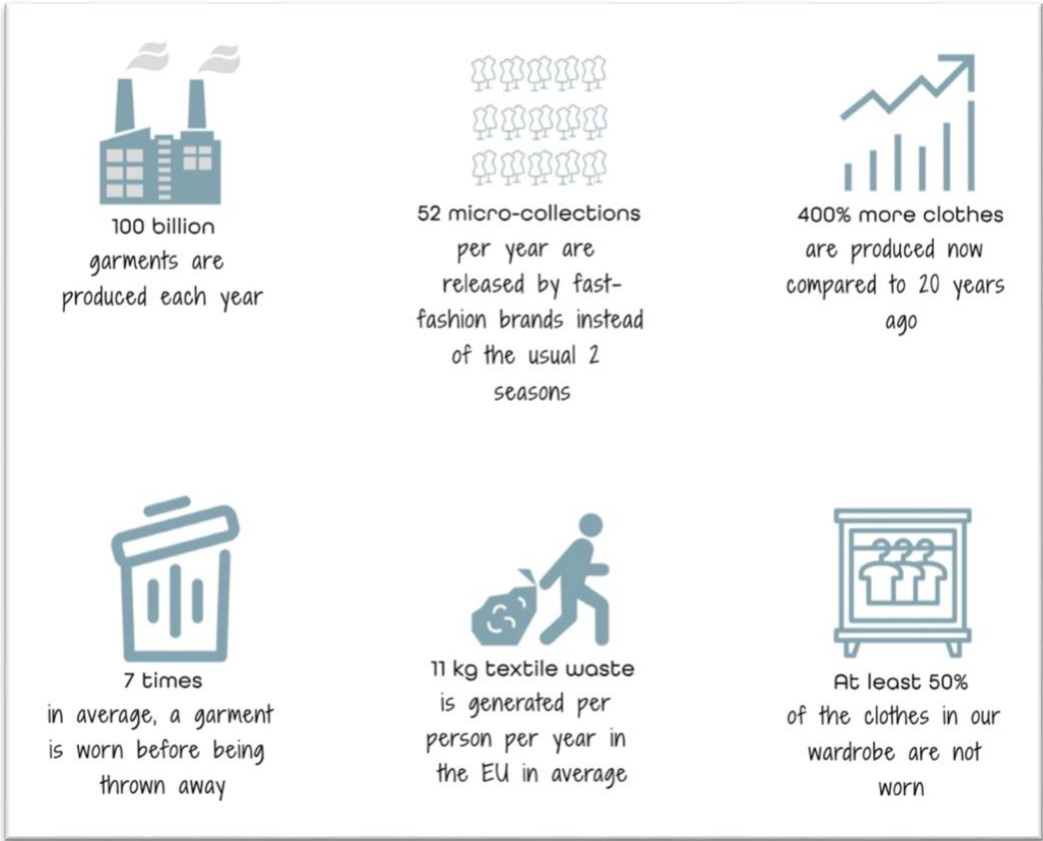 100 billion
garments are
produced each year
52 micro-collections
per year are
released by fast-
fashion brands instead
of the usual 2
seasons
400% more clothes
are produced now
compared to 20 years
ago
7 times
in average, a garment
is worn before being
thrown away
11 kg textile waste
is generated per
person per year in
the EU in average
At least 50%
of the clothes in our
wardrobe are not
worn